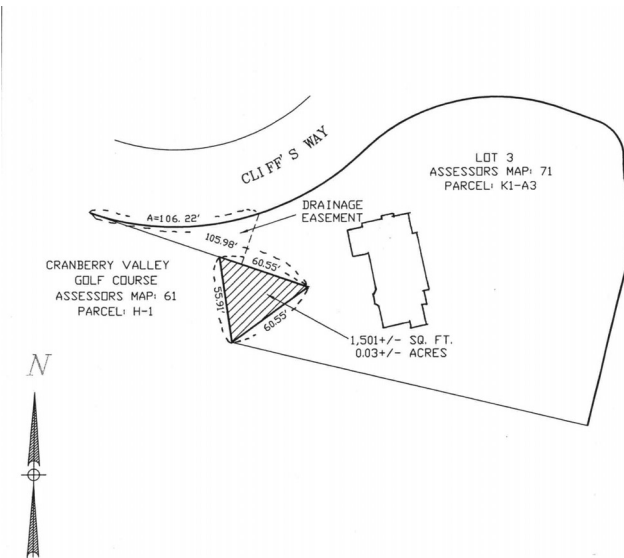 CLIFF'S WAY
LOT 3
ASSESSORS MAP: 71
PARCEL: K1-A3
DRAINAGE
EASEMENT
A=106.22'
105.98'
60.55'
CRANBERRY VALLEY
GOLF COURSE
ASSESSORS MAP: 61
PARCEL: H-1
55.91'
60.55'
1,501+/- SQ. FT.
0.03+/- ACRES
N